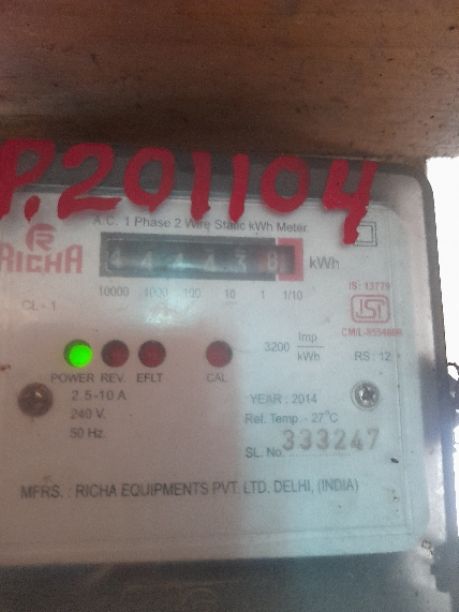 P.201104
A.C. 1 Phase 2 Wire Static kWh Meter
RICHA
kWh
10000 1000 100 10 1 1/10
IS: 13779
ISI
CL - 1
3200 Imp/kWh
RS : 12
POWER REV. EFLT CAL
2.5-10 A
240 V.
50 Hz.
YEAR : 2014
Ref. Temp. - 27°C
SL. No. 333247
MFRS. : RICHA EQUIPMENTS PVT. LTD. DELHI, (INDIA)